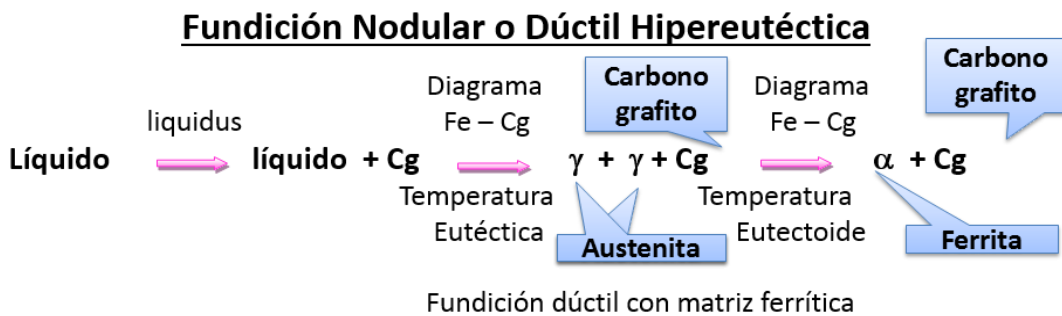 Fundición Nodular o Dúctil Hipereutéctica
Carbono
grafito
Carbono
grafito
Diagrama
Fe – Cg
Diagrama
Fe – Cg
liquidus
Líquido
líquido + Cg
γ + γ + Cg
α + Cg
Temperatura
Eutéctica
Temperatura
Eutectoide
Austenita
Ferrita
Fundición dúctil con matriz ferrítica